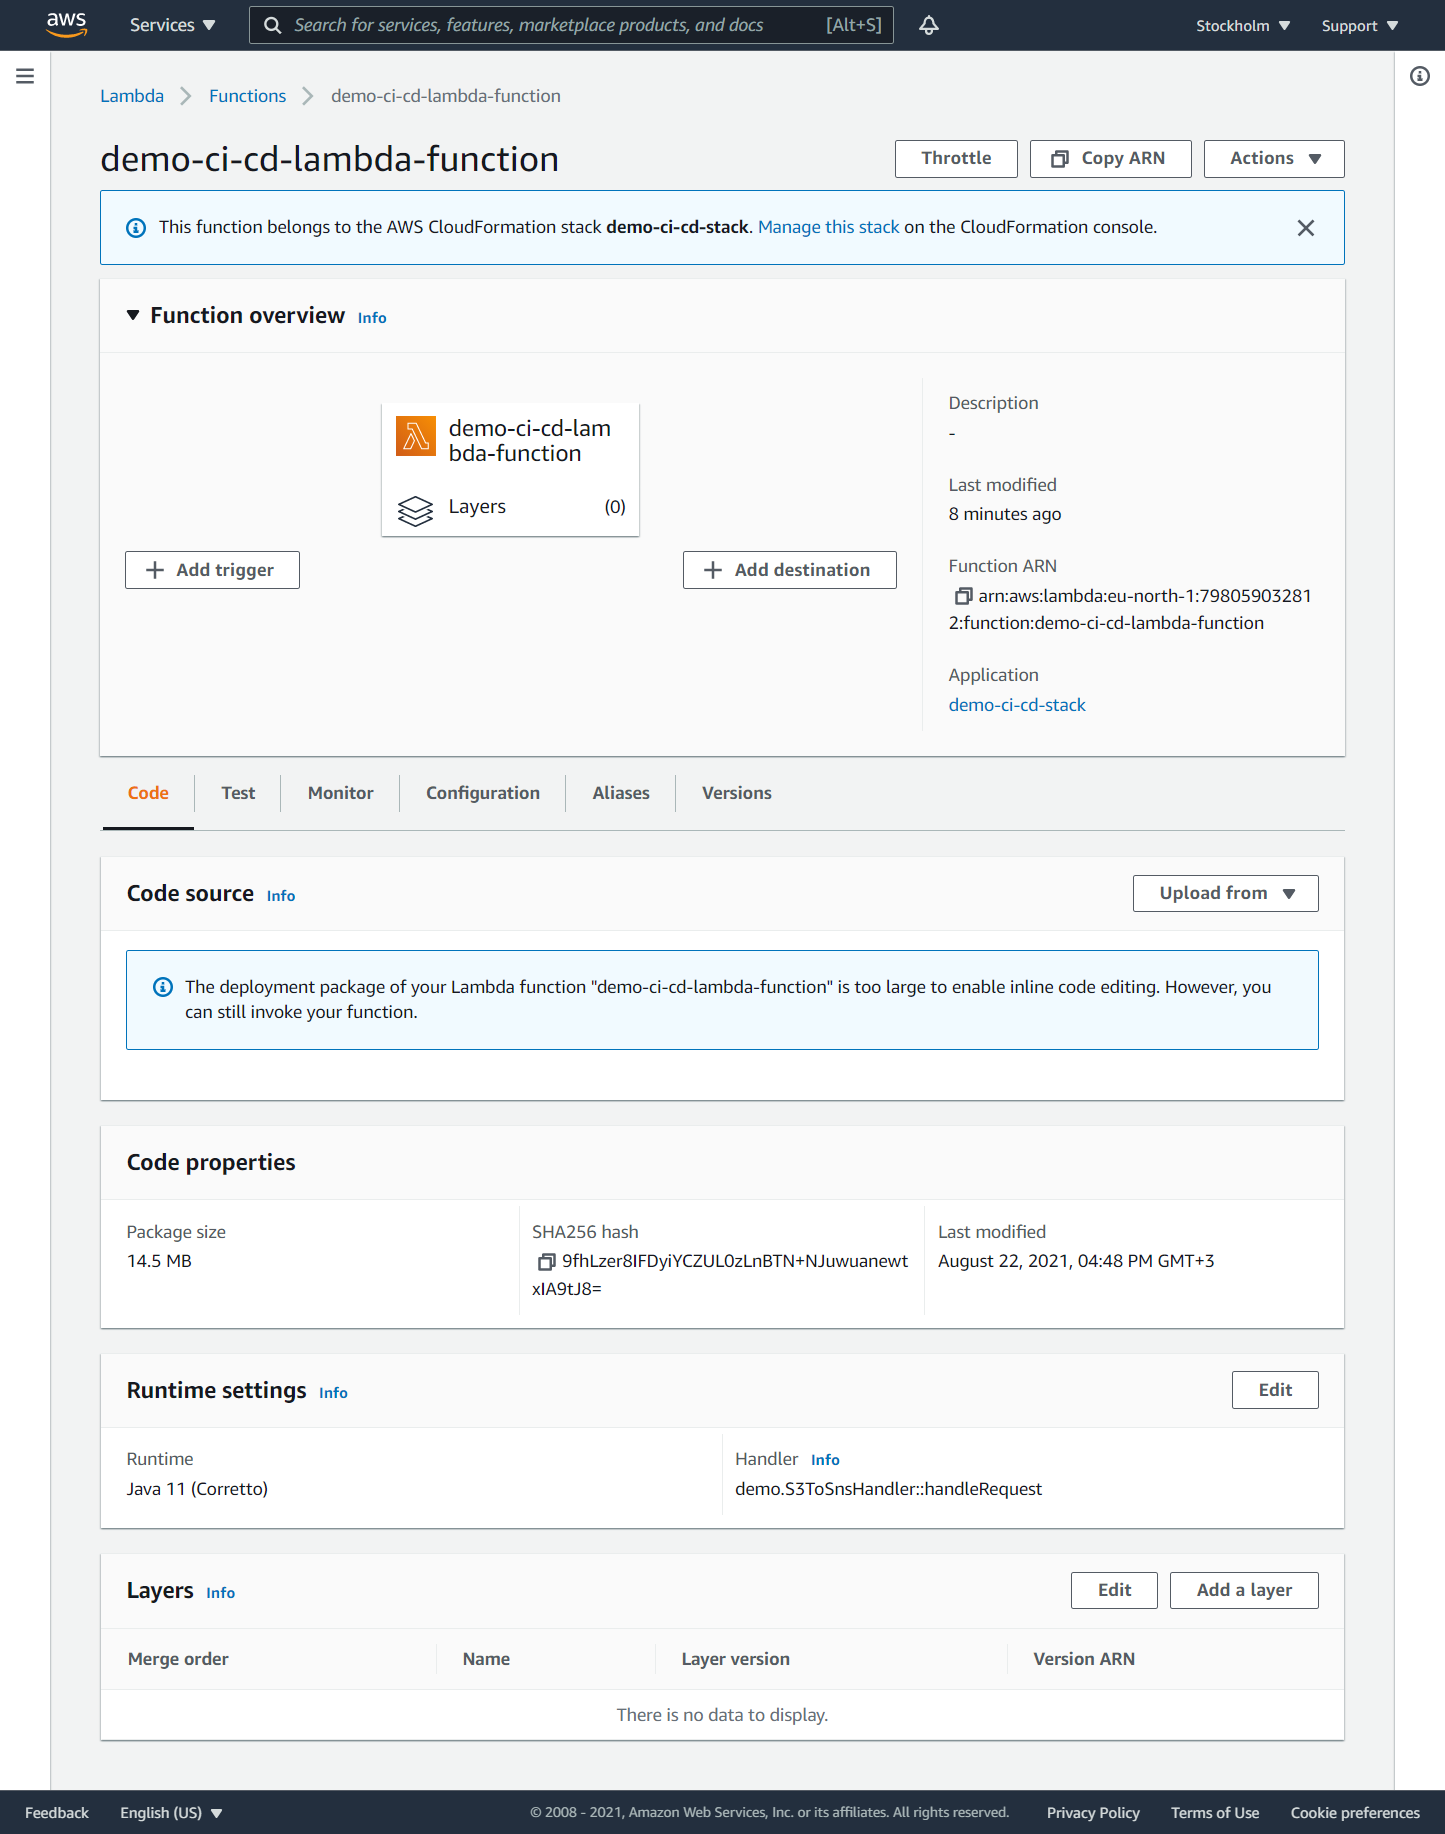 aws Services Search for services, features, marketplace products, and docs [Alt+S] Stockholm Support
Lambda Functions demo-ci-cd-lambda-function
demo-ci-cd-lambda-function
Throttle Copy ARN Actions
This function belongs to the AWS CloudFormation stack demo-ci-cd-stack. Manage this stack on the CloudFormation console.
Function overview Info
demo-ci-cd-lam
bda-function
Layers (0)
Add trigger
Add destination
Description
-
Last modified
8 minutes ago
Function ARN
arn:aws:lambda:eu-north-1:79805903281
2:function:demo-ci-cd-lambda-function
Application
demo-ci-cd-stack
Code Test Monitor Configuration Aliases Versions
Code source Info Upload from
The deployment package of your Lambda function "demo-ci-cd-lambda-function" is too large to enable inline code editing. However, you
can still invoke your function.
Code properties
Package size
14.5 MB
SHA256 hash
9fhLzer8IFDyiYCZUL0zLnBTN+NJuwuanewt
xIA9tJ8=
Last modified
August 22, 2021, 04:48 PM GMT+3
Runtime settings Info Edit
Runtime
Java 11 (Corretto)
Handler Info
demo.S3ToSnsHandler::handleRequest
Layers Info Edit Add a layer
Merge order Name Layer version Version ARN
There is no data to display.
Feedback English (US) © 2008 - 2021, Amazon Web Services, Inc. or its affiliates. All rights reserved. Privacy Policy Terms of Use Cookie preferences